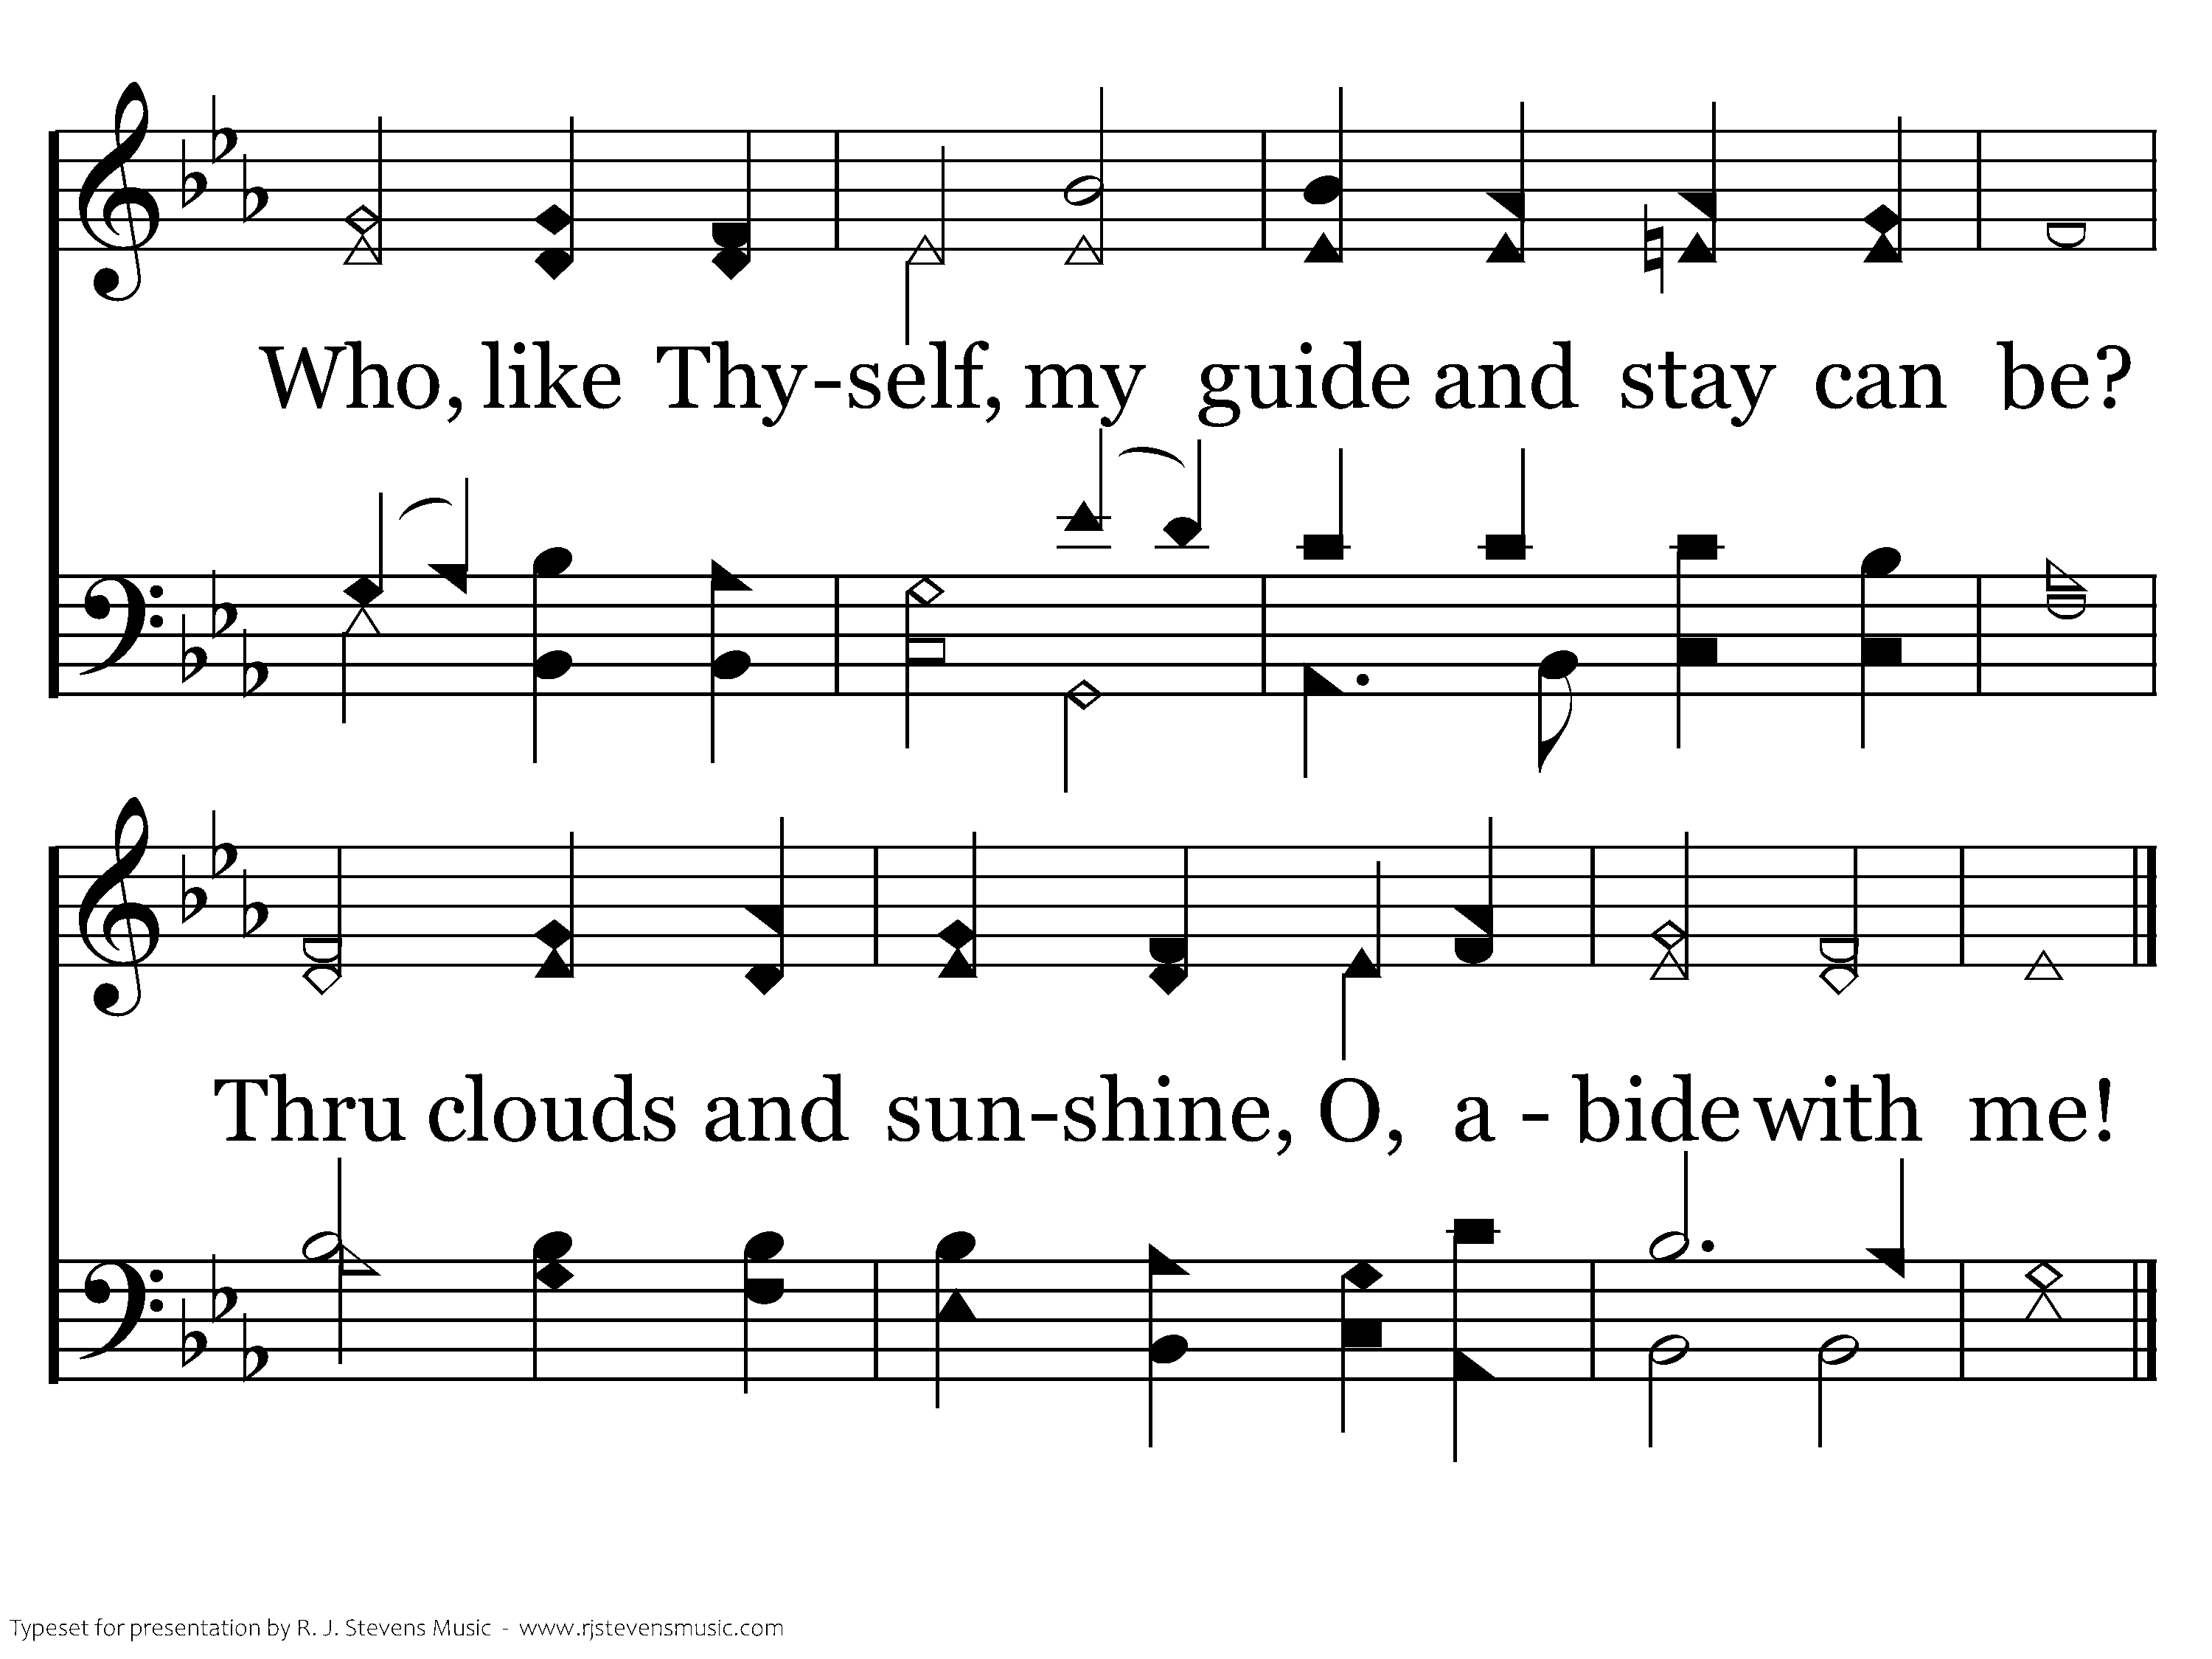 Who, like Thy-self, my guide and stay can be?
Thru clouds and sun-shine, O, a - bide with me!
Typeset for presentation by R. J. Stevens Music - www.rjstevensmusic.com